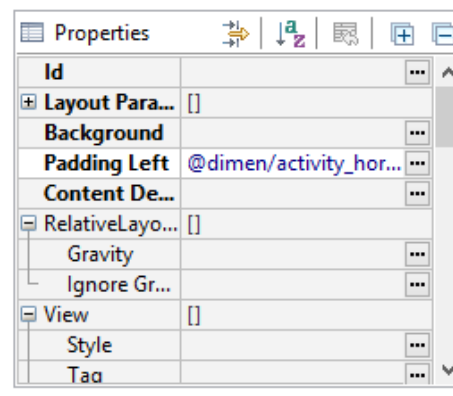 Properties
Id
Layout Para... []
Background
Padding Left @dimen/activity_hor...
Content De...
RelativeLayo... []
Gravity
Ignore Gr...
View []
Style
Tag